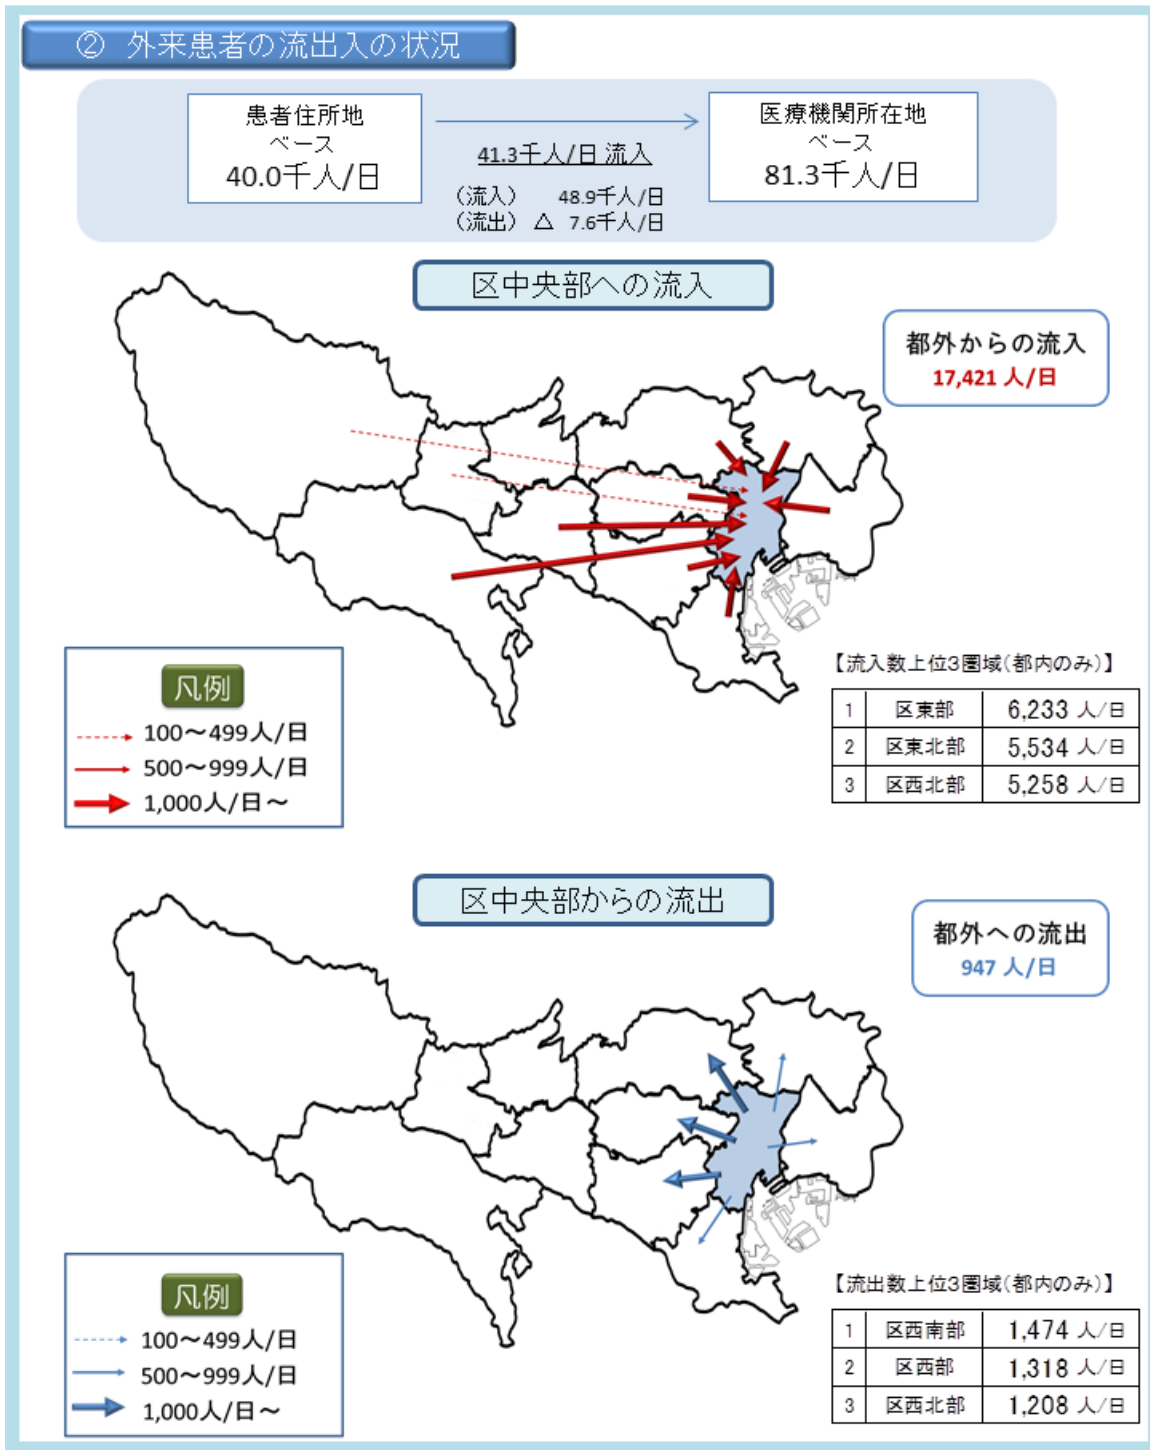 ② 外来患者の流出入の状況
患者住所地
ベース
40.0千人/日
41.3千人/日 流入
（流入） 48.9千人/日
（流出） △ 7.6千人/日
医療機関所在地
ベース
81.3千人/日
区中央部への流入
都外からの流入
17,421 人/日
凡例
100～499人/日
500～999人/日
1,000人/日～
【流入数上位3圏域（都内のみ）】
1 区東部 6,233 人/日
2 区東北部 5,534 人/日
3 区西北部 5,258 人/日
区中央部からの流出
都外への流出
947 人/日
凡例
100～499人/日
500～999人/日
1,000人/日～
【流出数上位3圏域（都内のみ）】
1 区西南部 1,474 人/日
2 区西部 1,318 人/日
3 区西北部 1,208 人/日